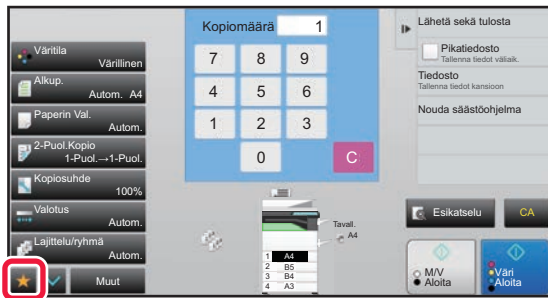 Väritila
Värillinen
Alkup.
Autom. A4
Paperin Val.
Autom.
2-Puol.Kopio
1-Puol.→1-Puol.
Kopiosuhde
100%
Valotus
Autom.
Lajittelu/ryhmä
Autom.
Muut
Kopiomäärä 1
7 8 9
4 5 6
1 2 3
0 C
Tavall.
A4
1 A4
2 B5
3 B4
4 A3
Lähetä sekä tulosta
Pikatiedosto
Tallenna tiedot väliaik.
Tiedosto
Tallenna tiedot kansioon
Nouda säästöohjelma
Esikatselu CA
M/V
Aloita
Väri
Aloita